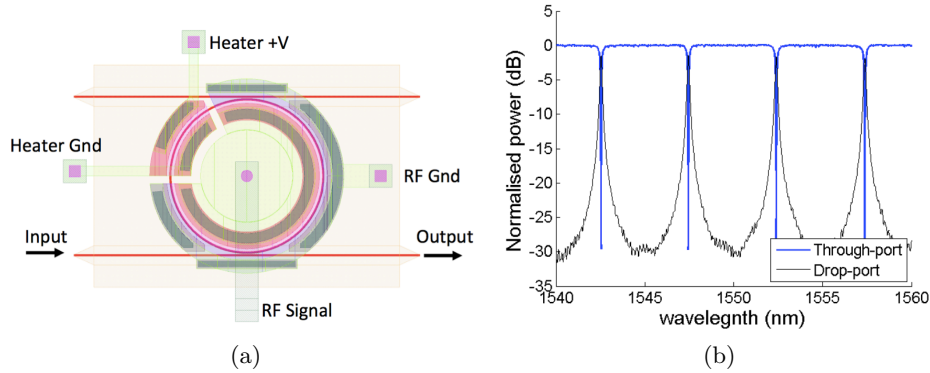 Heater +V
Heater Gnd
RF Gnd
Input
Output
RF Signal
(a)
Normalised power (dB)
5
0
-5
-10
-15
-20
-25
-30
-35
1540
1545
1550
1555
1560
wavelegnth (nm)
Through-port
Drop-port
(b)